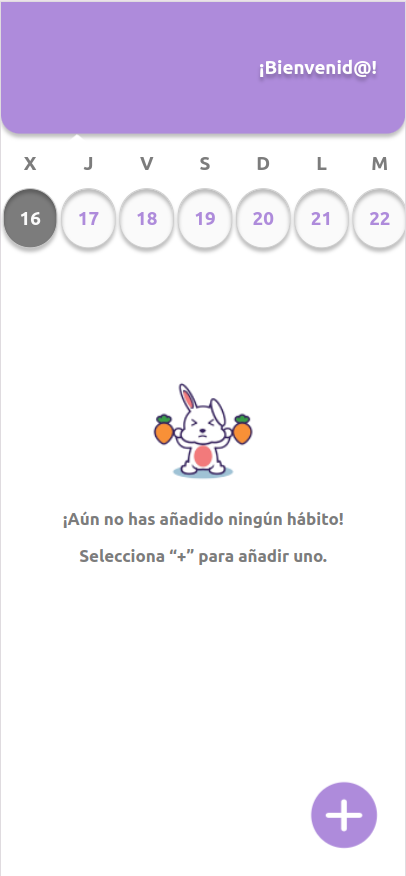 ¡Bienvenid@!
X J V S D L M
16 17 18 19 20 21 22
¡Aún no has añadido ningún hábito!
Selecciona “+” para añadir uno.
+